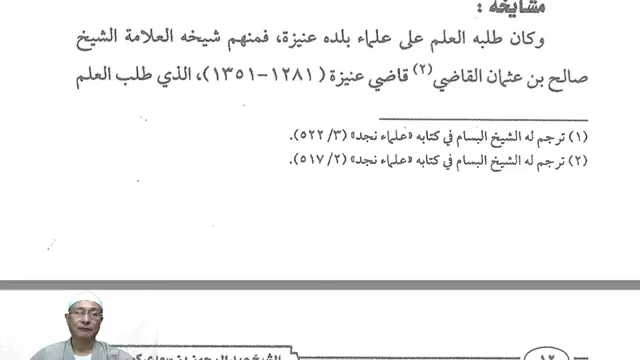 مشايخه :
وكان طلبه العلم على علماء بلده عنيزة، فمنهم شيخه العلامة الشيخ
صالح بن عثمان القاضي(٢) قاضي عنيزة (١٢٨١-١٣٥١)، الذي طلب العلم
(١) ترجم له الشيخ البسام في كتابه «علماء نجد» (٣/ ٥٢٢).
(٢) ترجم له الشيخ البسام في كتابه «علماء نجد» (٢/ ٥١٧).
١٢